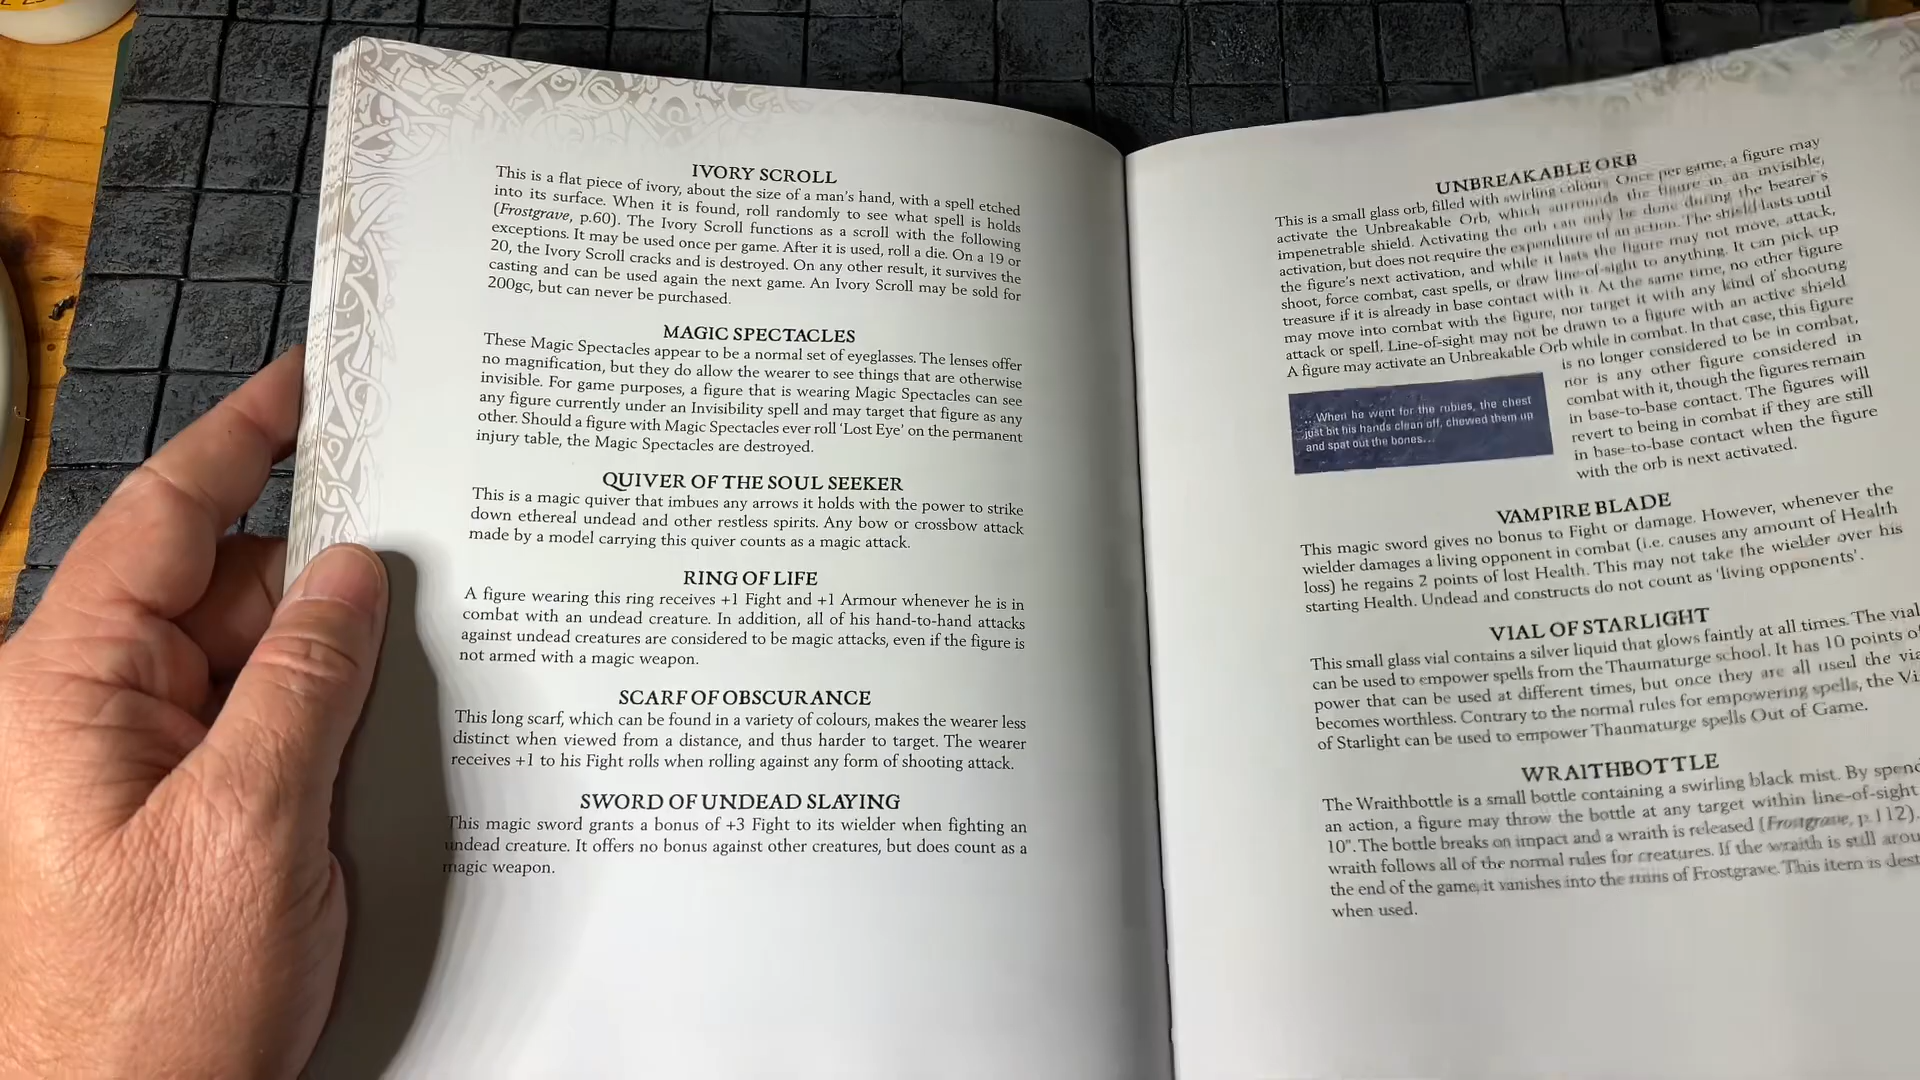 IVORY SCROLL
This is a flat piece of ivory, about the size of a man's hand, with a spell etched
into its surface. When it is found, roll randomly to see what spell is holds
(Frostgrave, p.60). The Ivory Scroll functions as a scroll with the following
exceptions. It may be used once per game. After it is used, roll a die. On a 19 or
20, the Ivory Scroll cracks and is destroyed. On any other result, it survives the
casting and can be used again the next game. An Ivory Scroll may be sold for
200gc, but can never be purchased.
MAGIC SPECTACLES
These Magic Spectacles appear to be a normal set of eyeglasses. The lenses offer
no magnification, but they do allow the wearer to see things that are otherwise
invisible. For game purposes, a figure that is wearing Magic Spectacles can see
any figure currently under an Invisibility spell and may target that figure as any
other. Should a figure with Magic Spectacles ever roll 'Lost Eye' on the permanent
injury table, the Magic Spectacles are destroyed.
QUIVER OF THE SOUL SEEKER
This is a magic quiver that imbues any arrows it holds with the power to strike
down ethereal undead and other restless spirits. Any bow or crossbow attack
made by a model carrying this quiver counts as a magic attack.
RING OF LIFE
A figure wearing this ring receives +1 Fight and +1 Armour whenever he is in
combat with an undead creature. In addition, all of his hand-to-hand attacks
against undead creatures are considered to be magic attacks, even if the figure is
not armed with a magic weapon.
SCARF OF OBSCURANCE
This long scarf, which can be found in a variety of colours, makes the wearer less
distinct when viewed from a distance, and thus harder to target. The wearer
receives +1 to his Fight rolls when rolling against any form of shooting attack.
SWORD OF UNDEAD SLAYING
This magic sword grants a bonus of +3 Fight to its wielder when fighting an
undead creature. It offers no bonus against other creatures, but does count as a
magic weapon.
UNBREAKABLE ORB
This is a small glass orb, filled with swirling colours. Once per game, a figure may
activate the Unbreakable Orb, which surrounds the figure in an invisible,
impenetrable shield. Activating the orb can only be done during the bearer's
activation, but does not require the expenditure of an action. The shield lasts until
the figure's next activation, and while it lasts the figure may not move, attack,
shoot, force combat, cast spells, or draw line-of-sight to anything. It can pick up
treasure if it is already in base contact with it. At the same time, no other figure
may move into combat with the figure, nor target it with any kind of shooting
attack or spell. Line-of-sight may not be drawn to a figure with an active shield
A figure may activate an Unbreakable Orb while in combat. In that case, this figure
is no longer considered to be in combat,
nor is any other figure considered in
combat with it, though the figures remain
in base-to-base contact. The figures will
revert to being in combat if they are still
in base-to-base contact when the figure
with the orb is next activated.
...When he went for the rubies, the chest
just bit his hands clean off, chewed them up
and spat out the bones...
VAMPIRE BLADE
This magic sword gives no bonus to Fight or damage. However, whenever the
wielder damages a living opponent in combat (i.e. causes any amount of Health
loss) he regains 2 points of lost Health. This may not take the wielder over his
starting Health. Undead and constructs do not count as 'living opponents'.
VIAL OF STARLIGHT
This small glass vial contains a silver liquid that glows faintly at all times. The vial
can be used to empower spells from the Thaumaturge school. It has 10 points of
power that can be used at different times, but once they are all used the via
becomes worthless. Contrary to the normal rules for empowering spells, the Vi
of Starlight can be used to empower Thaumaturge spells Out of Game.
WRAITHBOTTLE
The Wraithbottle is a small bottle containing a swirling black mist. By spend
an action, a figure may throw the bottle at any target within line-of-sight
10". The bottle breaks on impact and a wraith is released (Frostgrave, p.112).
wraith follows all of the normal rules for creatures. If the wraith is still arou
the end of the game, it vanishes into the ruins of Frostgrave. This item is dest
when used.